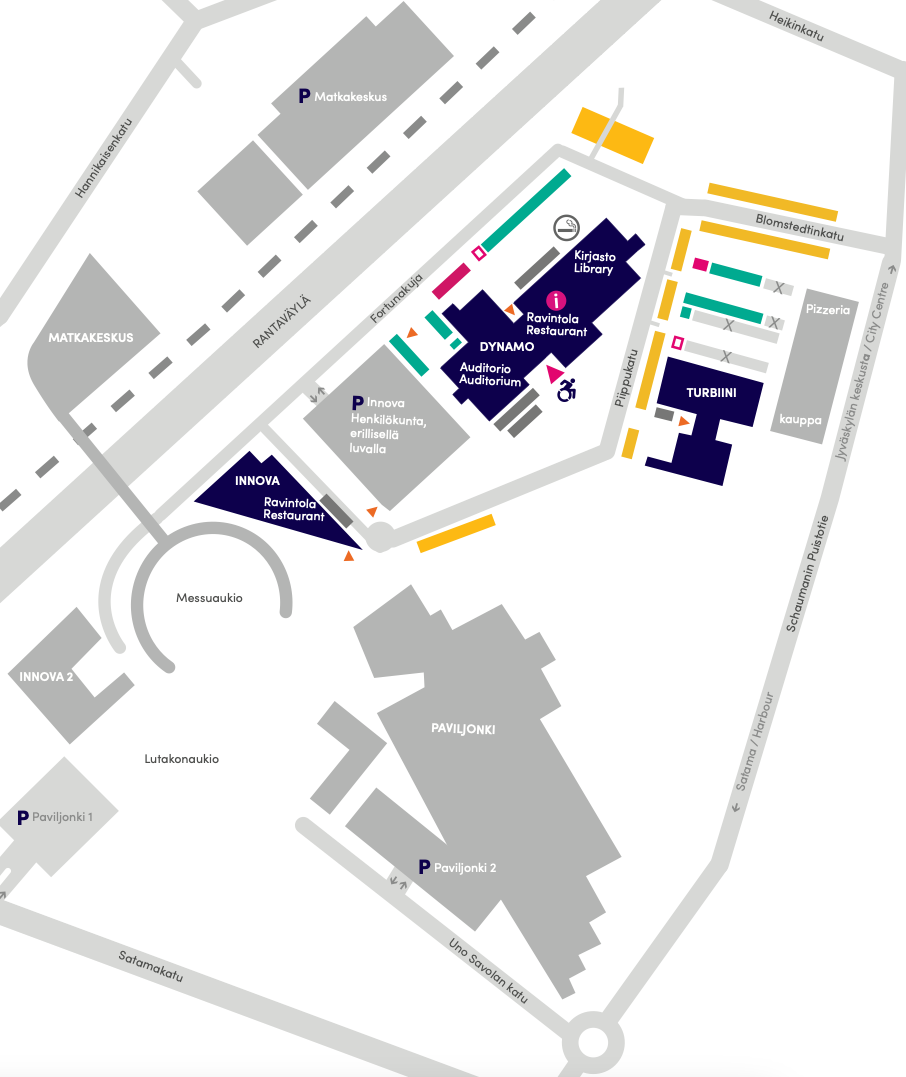 Heikinkatu
P Matkakeskus
Hannikaisenkatu
Blomstedtinkatu
Kirjasto
Library
Fortunakuja
i
Ravintola
Restaurant
X
Pizzeria
X
X
MATKAKESKUS
RANTAVÄYLÄ
DYNAMO
X
Auditorio
Auditorium
Piippukatu
TURBIINI
Jyväskylän keskusta / City Centre
P Innova
Henkilökunta,
erillisellä
luvalla
kauppa
INNOVA
Ravintola
Restaurant
Schaumanin Puistotie
Messuaukio
INNOVA 2
PAVILJONKI
Satama / Harbour
Lutakonaukio
P Paviljonki 1
P Paviljonki 2
Satamakatu
Uno Savolan katu